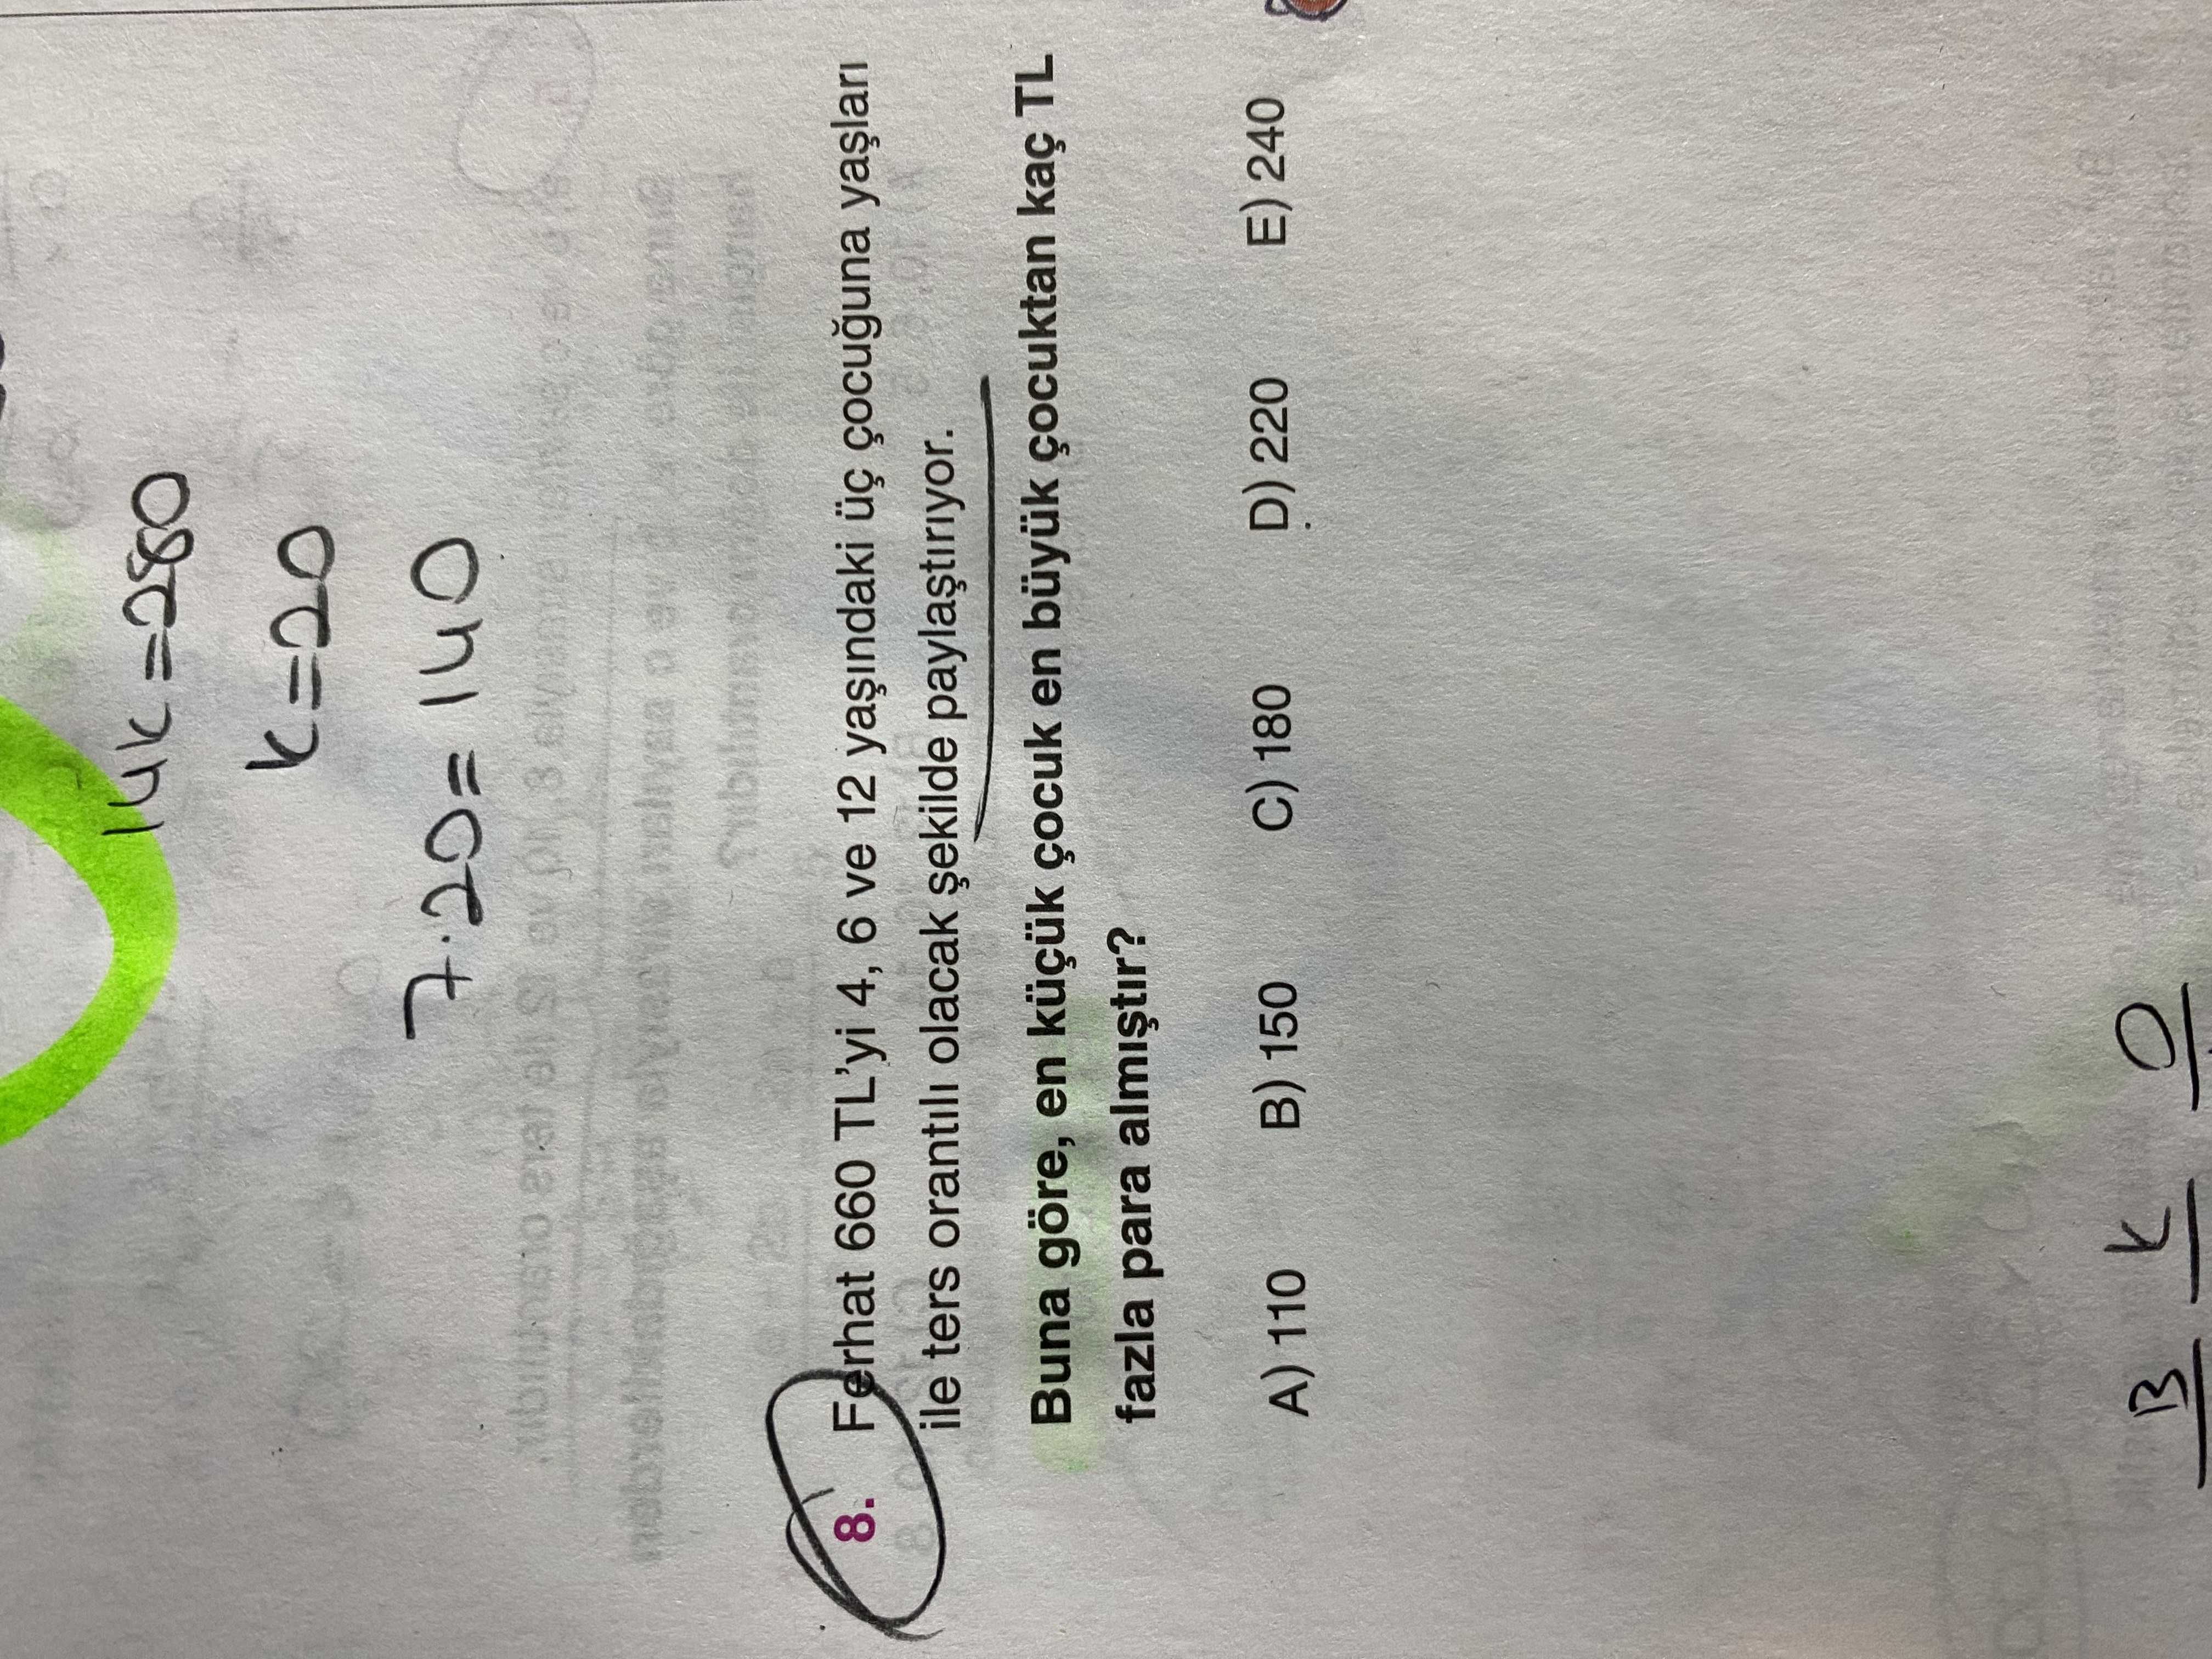 14k=280
k=20
7.20=140
8. Ferhat 660 TL'yi 4, 6 ve 12 yaşındaki üç çocuğuna yaşları
ile ters orantılı olacak şekilde paylaştırıyor.
Buna göre, en küçük çocuk en büyük çocuktan kaç TL
fazla para almıştır?
A) 110 B) 150 C) 180 D) 220 E) 240
B K O